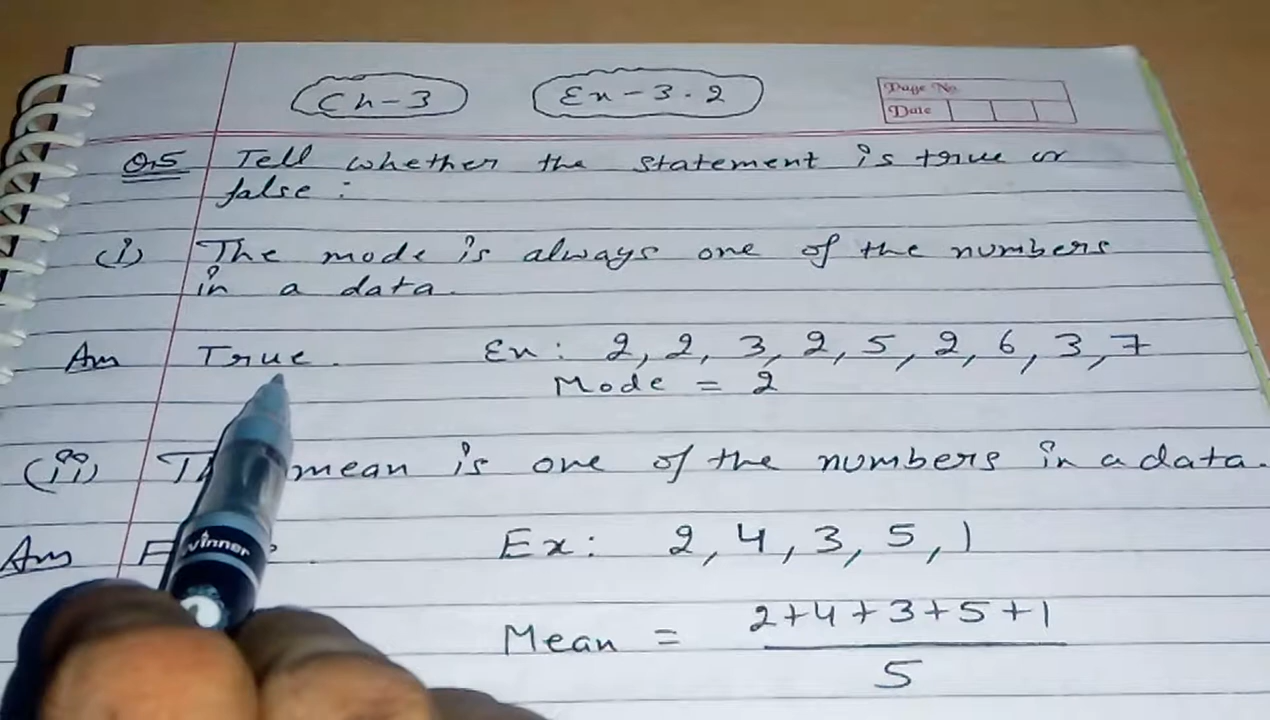 Ch-3 Ex-3.2
Page No.
Date
Q.5 Tell whether the statement is true or
false:
(i) The mode is always one of the numbers
in a data.
Ans True. Ex: 2, 2, 3, 2, 5, 2, 6, 3, 7
Mode = 2
(ii) mean is one of the numbers in a data.
Ans Ex: 2, 4, 3, 5, 1
Mean = 2+4+3+5+1
5
Winner